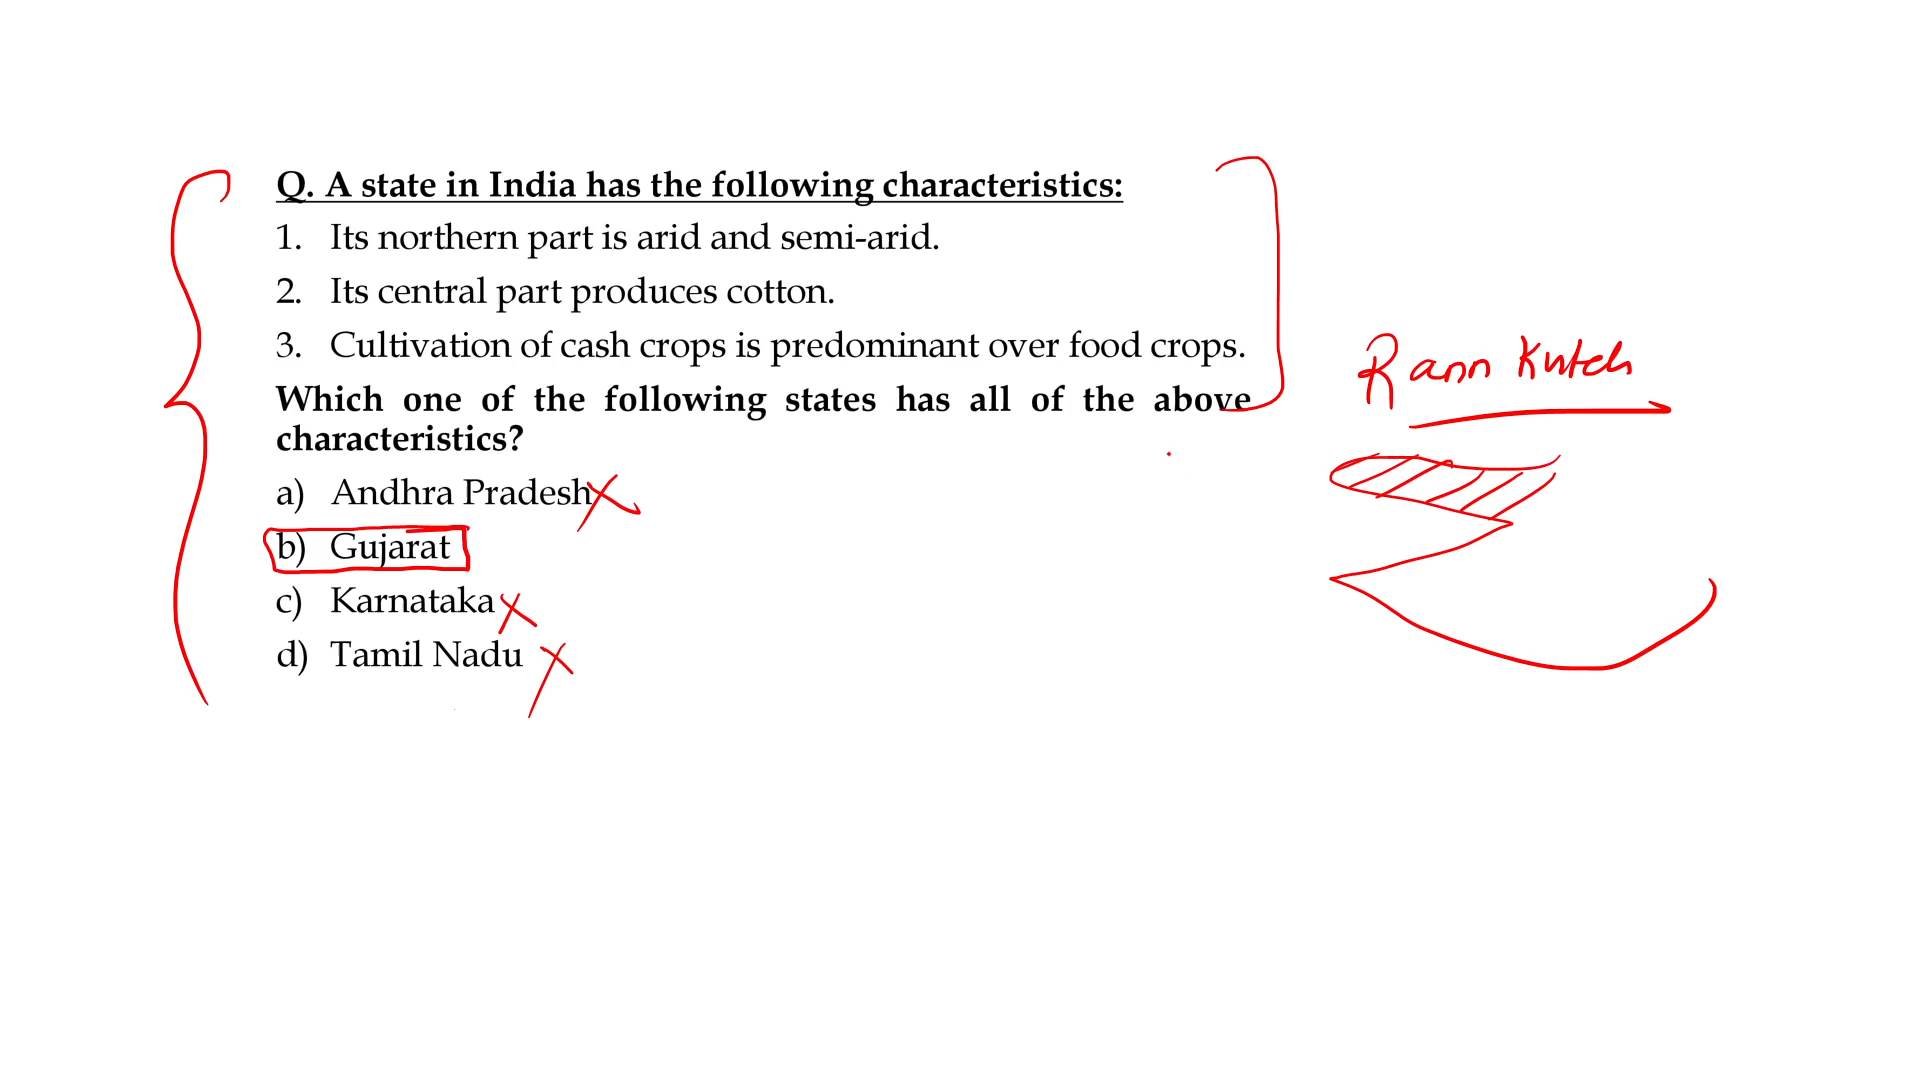 Q. A state in India has the following characteristics:
1. Its northern part is arid and semi-arid.
2. Its central part produces cotton.
3. Cultivation of cash crops is predominant over food crops.
Which one of the following states has all of the above
characteristics?
a) Andhra Pradesh
b) Gujarat
c) Karnataka
d) Tamil Nadu
Rann Kutch